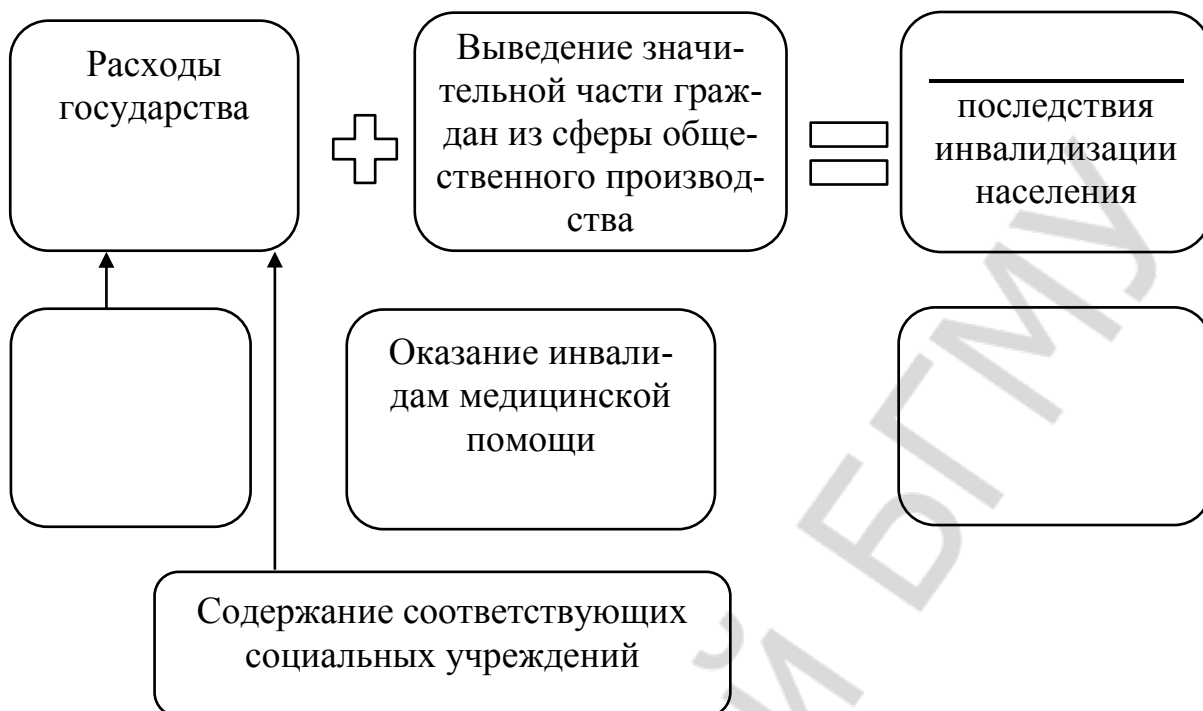 Расходы
государства
Выведение значи-
тельной части граж-
дан из сферы обще-
ственного производ-
ства
последствия
инвалидизации
населения
Оказание инвали-
дам медицинской
помощи
Содержание соответствующих
социальных учреждений
й БГМУ